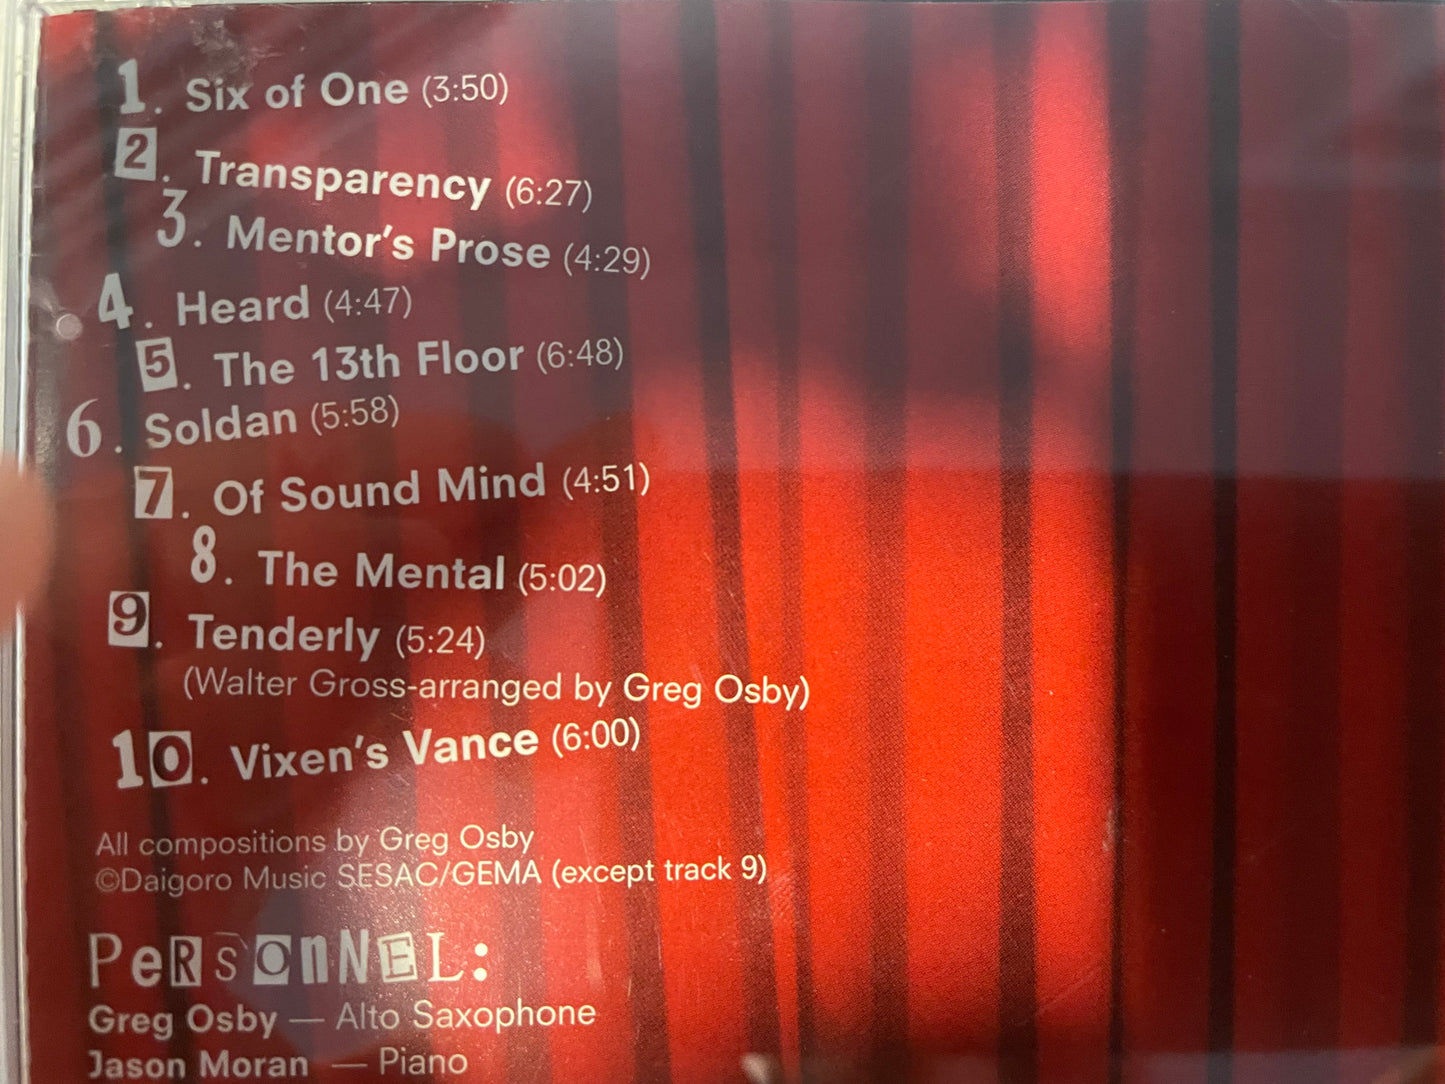 1. Six of One (3:50)
2. Transparency (6:27)
3. Mentor's Prose (4:29)
4. Heard (4:47)
5. The 13th Floor (6:48)
6. Soldan (5:58)
7. Of Sound Mind (4:51)
8. The Mental (5:02)
9. Tenderly (5:24)
(Walter Gross-arranged by Greg Osby)
10. Vixen's Vance (6:00)
All compositions by Greg Osby
©Daigoro Music SESAC/GEMA (except track 9)
PeRSOnNEL:
Greg Osby — Alto Saxophone
Jason Moran — Piano